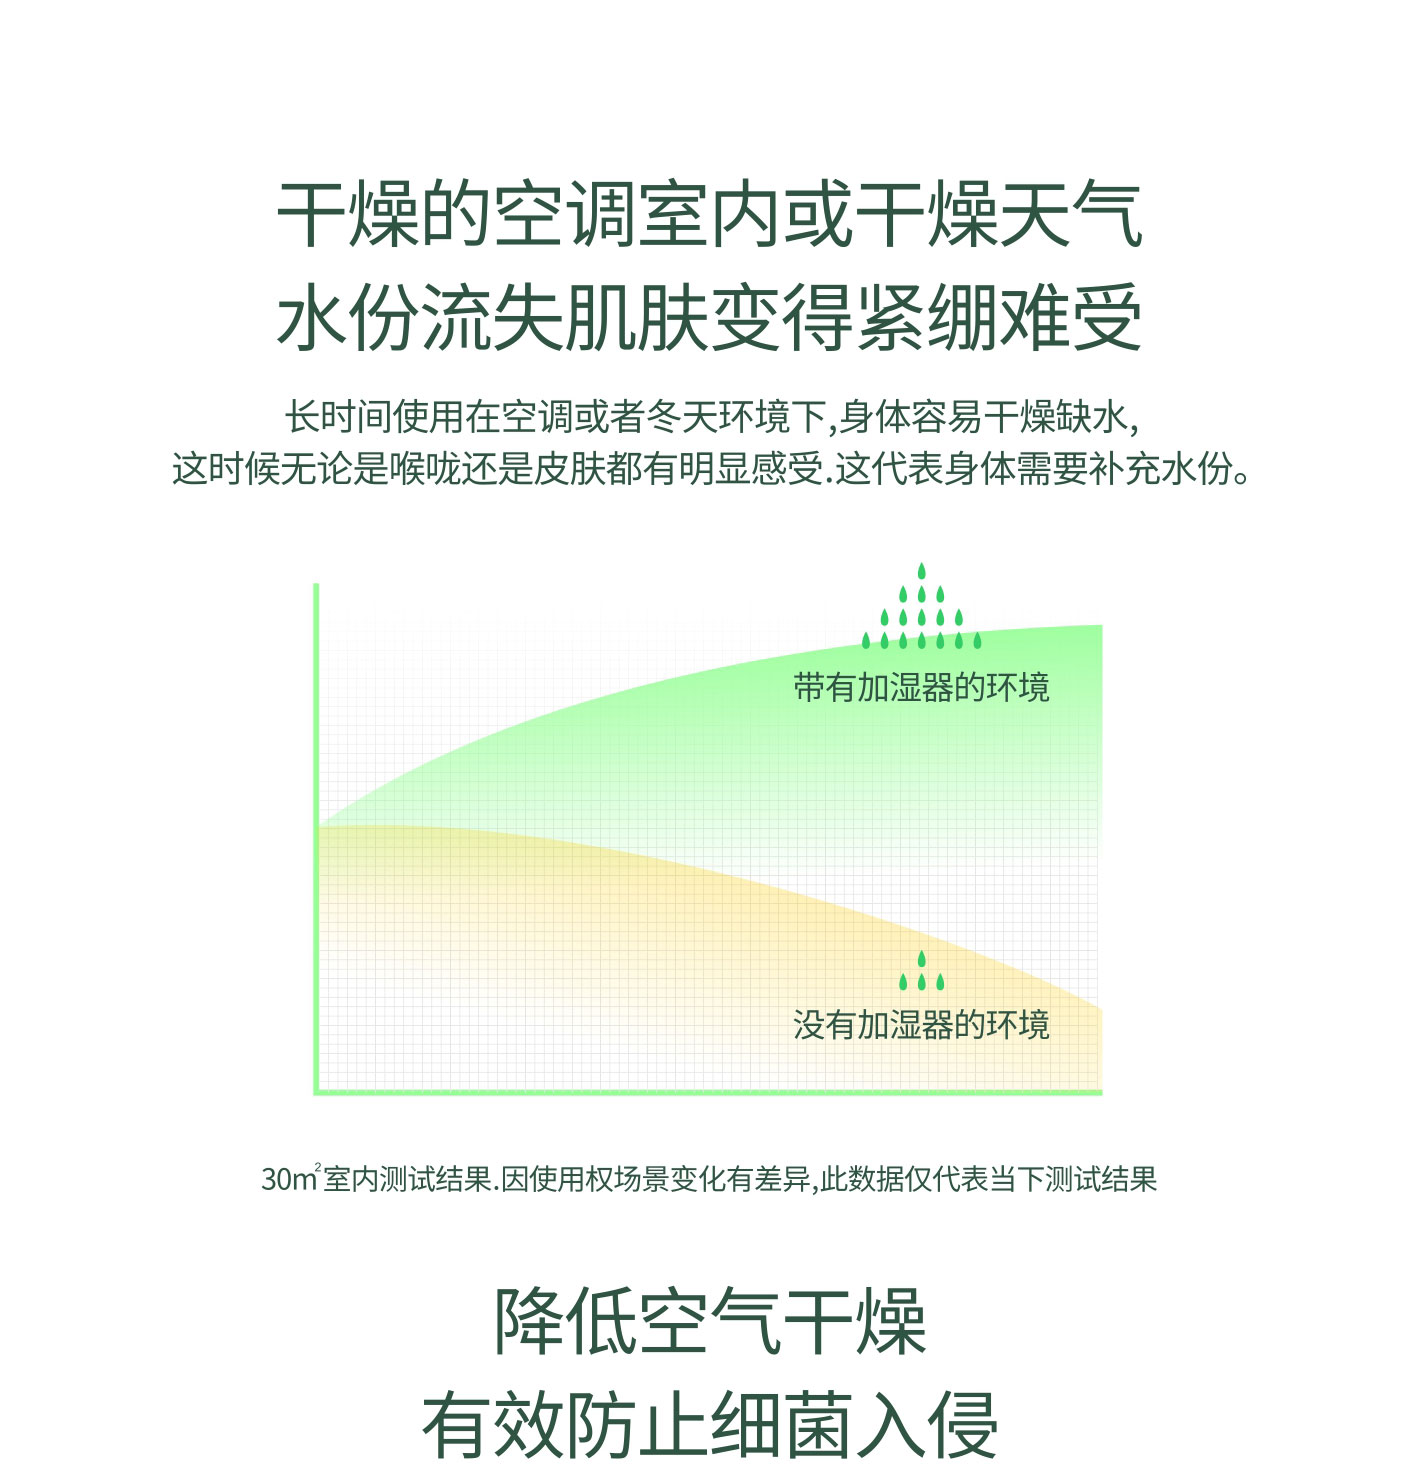 干燥的空调室内或干燥天气
水份流失肌肤变得紧绷难受
长时间使用在空调或者冬天环境下,身体容易干燥缺水,
这时候无论是喉咙还是皮肤都有明显感受.这代表身体需要补充水份。
带有加湿器的环境
没有加湿器的环境
30㎡室内测试结果.因使用权场景变化有差异,此数据仅代表当下测试结果
降低空气干燥
有效防止细菌入侵